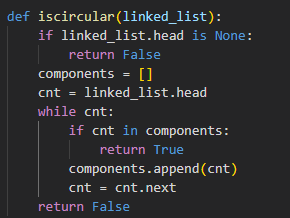 def iscircular(linked_list):
    if linked_list.head is None:
        return False
    components = []
    cnt = linked_list.head
    while cnt:
        if cnt in components:
            return True
        components.append(cnt)
        cnt = cnt.next
    return False